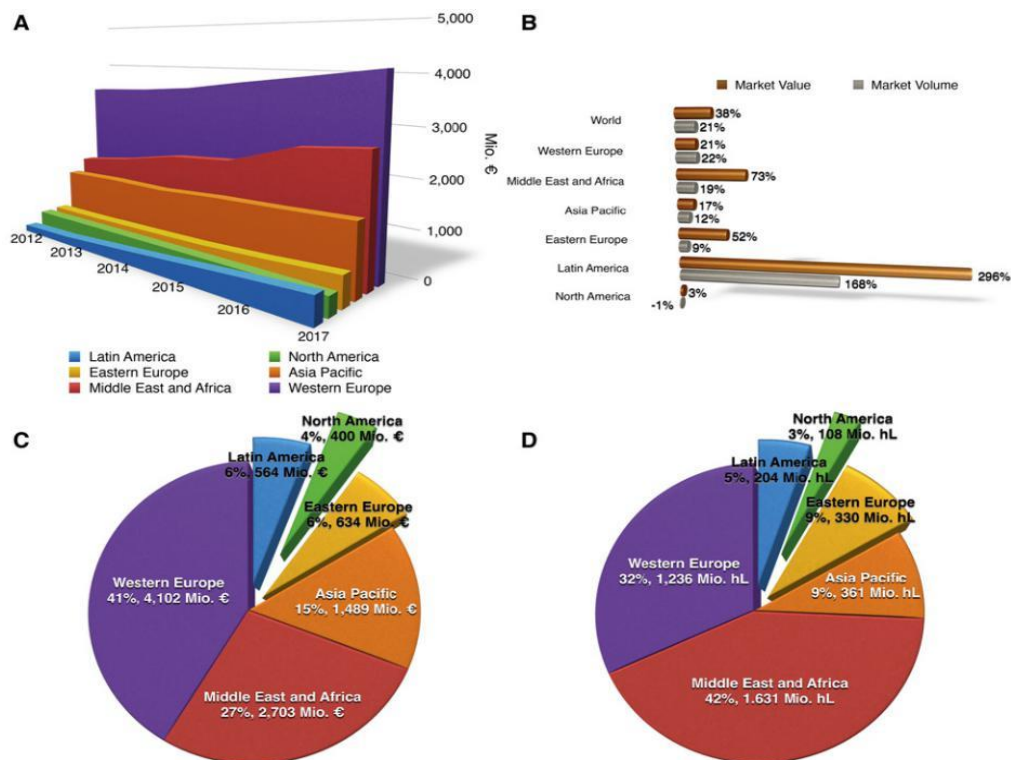 A
5,000
4,000
3,000
2,000
1,000
0
Mio. €
2012
2013
2014
2015
2016
2017
Latin America
North America
Eastern Europe
Asia Pacific
Middle East and Africa
Western Europe
B
Market Value
Market Volume
World
38%
21%
Western Europe
21%
22%
Middle East and Africa
73%
19%
Asia Pacific
17%
12%
Eastern Europe
52%
9%
Latin America
296%
168%
North America
3%
-1%
C
North America
4%, 400 Mio. €
Latin America
6%, 564 Mio. €
Eastern Europe
6%, 634 Mio. €
Western Europe
41%, 4,102 Mio. €
Asia Pacific
15%, 1,489 Mio. €
Middle East and Africa
27%, 2,703 Mio. €
D
North America
3%, 108 Mio. hL
Latin America
5%, 204 Mio. hL
Eastern Europe
9%, 330 Mio. hL
Western Europe
32%, 1,236 Mio. hL
Asia Pacific
9%, 361 Mio. hL
Middle East and Africa
42%, 1.631 Mio. hL